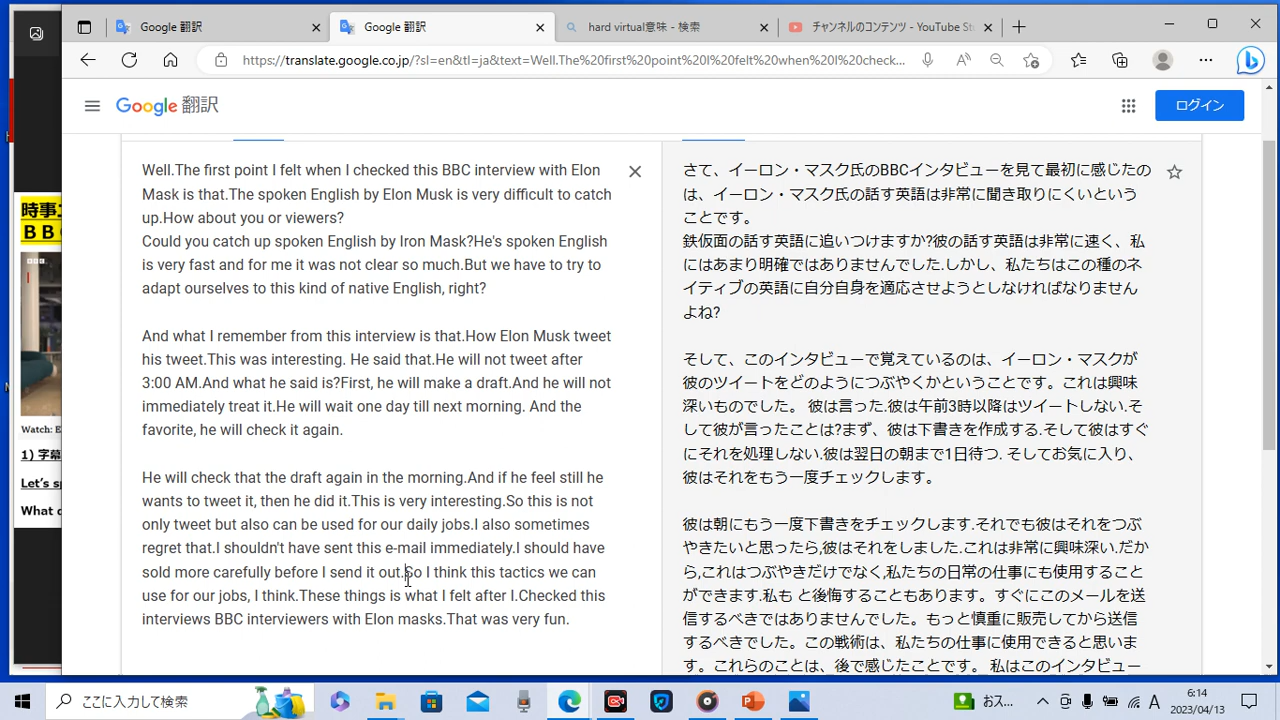 Google 翻訳
Google 翻訳
hard virtual意味 - 検索
チャンネルのコンテンツ - YouTube St
https://translate.google.co.jp/?sl=en&tl=ja&text=Well.The%20first%20point%20I%20felt%20when%20I%20check...
Google 翻訳
ログイン
Well.The first point I felt when I checked this BBC interview with Elon
Mask is that.The spoken English by Elon Musk is very difficult to catch
up.How about you or viewers?
Could you catch up spoken English by Iron Mask?He's spoken English
is very fast and for me it was not clear so much.But we have to try to
adapt ourselves to this kind of native English, right?
And what I remember from this interview is that.How Elon Musk tweet
his tweet.This was interesting. He said that.He will not tweet after
3:00 AM.And what he said is?First, he will make a draft.And he will not
immediately treat it.He will wait one day till next morning. And the
favorite, he will check it again.
He will check that the draft again in the morning.And if he feel still he
wants to tweet it, then he did it.This is very interesting.So this is not
only tweet but also can be used for our daily jobs.I also sometimes
regret that.I shouldn't have sent this e-mail immediately.I should have
sold more carefully before I send it out.So I think this tactics we can
use for our jobs, I think.These things is what I felt after I.Checked this
interviews BBC interviewers with Elon masks.That was very fun.
さて、イーロン・マスク氏のBBCインタビューを見て最初に感じたの
は、イーロン・マスク氏の話す英語は非常に聞き取りにくいという
ことです。
鉄仮面の話す英語に追いつけますか?彼の話す英語は非常に速く、私
にはあまり明確ではありませんでした.しかし、私たちはこの種のネ
イティブの英語に自分自身を適応させようとしなければなりません
よね?
そして、このインタビューで覚えているのは、イーロン・マスクが
彼のツイートをどのようにつぶやくかということです。これは興味
深いものでした。 彼は言った.彼は午前3時以降はツイートしない.そ
して彼が言ったことは?まず、彼は下書きを作成する.そして彼はすぐ
にそれを処理しない.彼は翌日の朝まで1日待つ. そしてお気に入り、
彼はそれをもう一度チェックします。
彼は朝にもう一度下書きをチェックします.それでも彼はそれをつぶ
やきたいと思ったら,彼はそれをしました.これは非常に興味深い.だか
ら,これはつぶやきだけでなく,私たちの日常の仕事にも使用すること
ができます.私も と後悔することもあります。すぐにこのメールを送
信するべきではありませんでした。もっと慎重に販売してから送信
するべきでした。この戦術は、私たちの仕事に使用できると思いま
す。これらのことは、後で感じたことです。 私はこのインタビュー
時事
BBC
BBC
Watch: E
1) 字幕
Let's s
What d
ここに入力して検索
おス...
A
6:14
2023/04/13